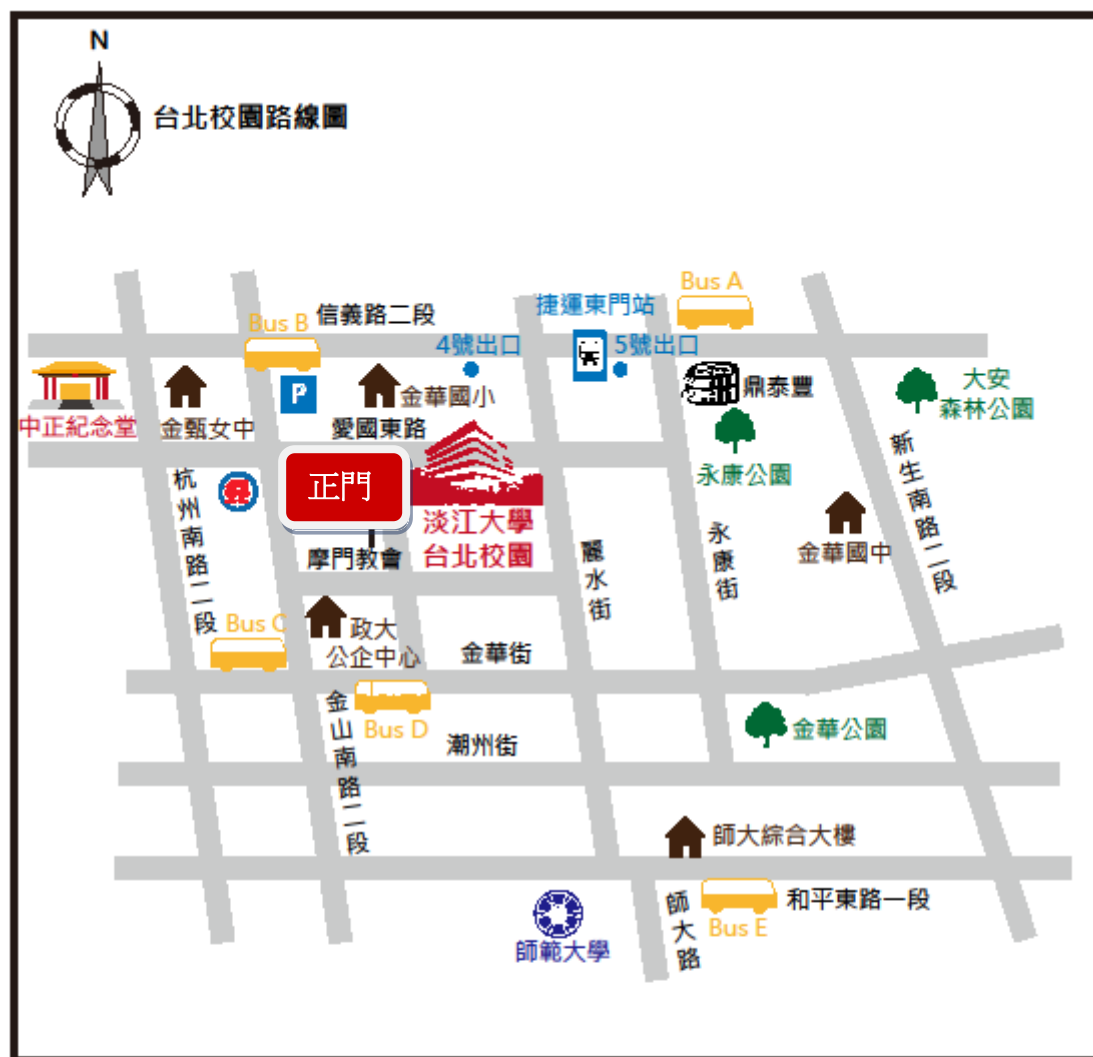 N
台北校園路線圖
Bus A
捷運東門站
信義路二段
Bus B
4號出口
5號出口
P
金華國小
鼎泰豐
大安
森林公園
中正紀念堂
金甌女中
愛國東路
永康公園
新生南路二段
杭州南路二段
正門
淡江大學
台北校園
麗水街
永康街
金華國中
摩門教會
Bus C
政大
公企中心
金華街
金山南路二段
Bus D
潮州街
金華公園
師大綜合大樓
師大路
和平東路一段
Bus E
師範大學